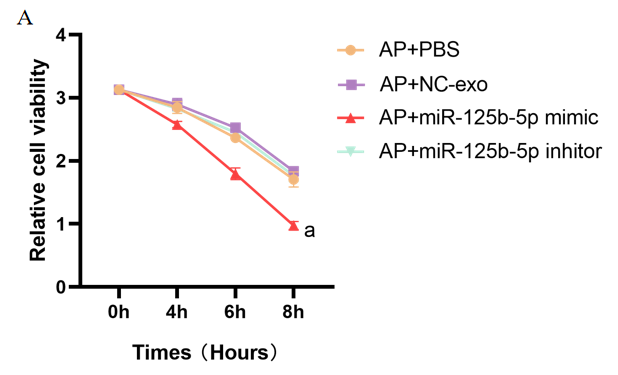 A
4
3
2
1
0
Relative cell viability
0h 4h 6h 8h
Times（Hours）
a
AP+PBS
AP+NC-exo
AP+miR-125b-5p mimic
AP+miR-125b-5p inhitor